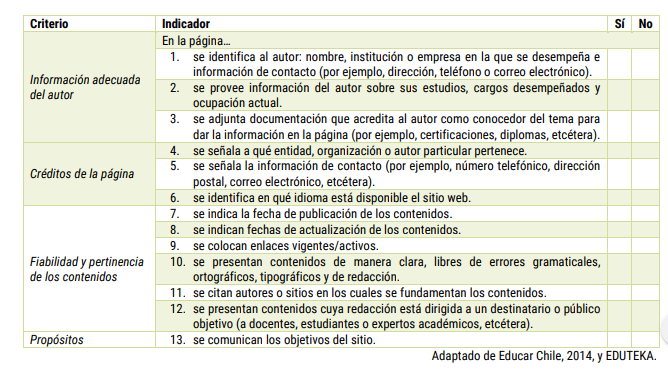 Criterio Indicador Sí No
En la página…
Información adecuada del autor
1. se identifica al autor: nombre, institución o empresa en la que se desempeña e
información de contacto (por ejemplo, dirección, teléfono o correo electrónico).
2. se provee información del autor sobre sus estudios, cargos desempeñados y
ocupación actual.
3. se adjunta documentación que acredita al autor como conocedor del tema para
dar la información en la página (por ejemplo, certificaciones, diplomas, etcétera).
Créditos de la página
4. se señala a qué entidad, organización o autor particular pertenece.
5. se señala la información de contacto (por ejemplo, número telefónico, dirección
postal, correo electrónico, etcétera).
6. se identifica en qué idioma está disponible el sitio web.
Fiabilidad y pertinencia
de los contenidos
7. se indica la fecha de publicación de los contenidos.
8. se indican fechas de actualización de los contenidos.
9. se colocan enlaces vigentes/activos.
10. se presentan contenidos de manera clara, libres de errores gramaticales,
ortográficos, tipográficos y de redacción.
11. se citan autores o sitios en los cuales se fundamentan los contenidos.
12. se presentan contenidos cuya redacción está dirigida a un destinatario o público
objetivo (a docentes, estudiantes o expertos académicos, etcétera).
Propósitos
13. se comunican los objetivos del sitio.
Adaptado de Educar Chile, 2014, y EDUTEKA.